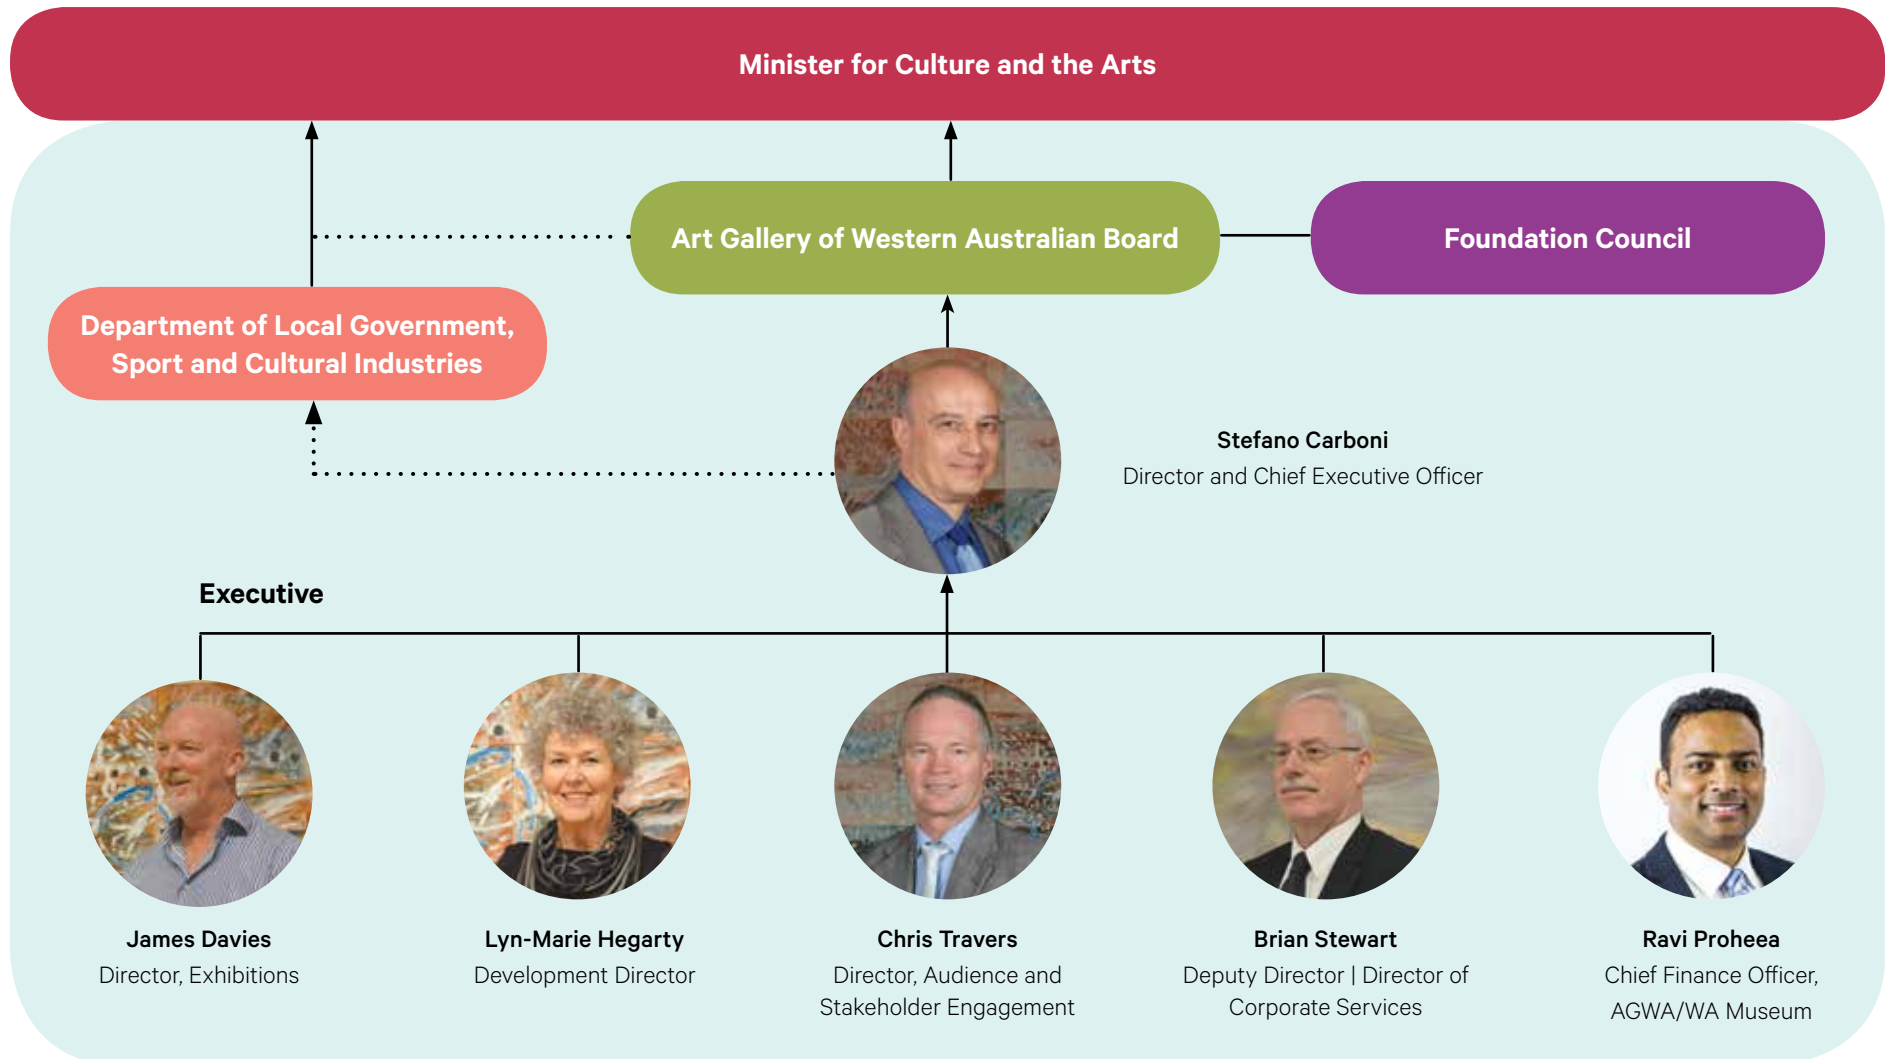 Minister for Culture and the Arts
Art Gallery of Western Australian Board
Foundation Council
Department of Local Government,
Sport and Cultural Industries
Stefano Carboni
Director and Chief Executive Officer
Executive
James Davies
Director, Exhibitions
Lyn-Marie Hegarty
Development Director
Chris Travers
Director, Audience and
Stakeholder Engagement
Brian Stewart
Deputy Director | Director of
Corporate Services
Ravi Proheea
Chief Finance Officer,
AGWA/WA Museum